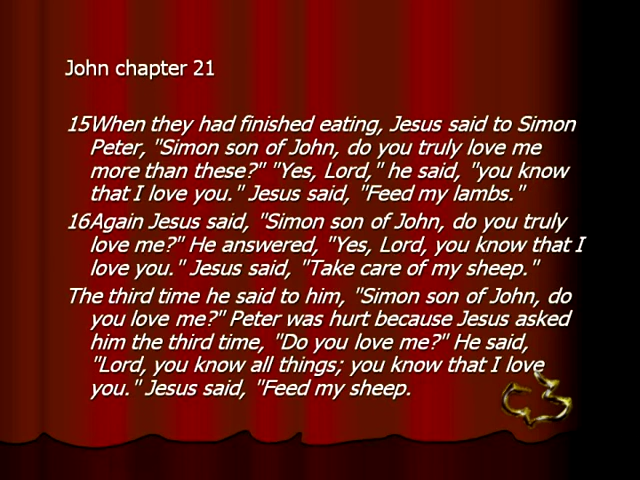 John chapter 21
15When they had finished eating, Jesus said to Simon
Peter, "Simon son of John, do you truly love me
more than these?" "Yes, Lord," he said, "you know
that I love you." Jesus said, "Feed my lambs."
16Again Jesus said, "Simon son of John, do you truly
love me?" He answered, "Yes, Lord, you know that I
love you." Jesus said, "Take care of my sheep."
The third time he said to him, "Simon son of John, do
you love me?" Peter was hurt because Jesus asked
him the third time, "Do you love me?" He said,
"Lord, you know all things; you know that I love
you." Jesus said, "Feed my sheep.